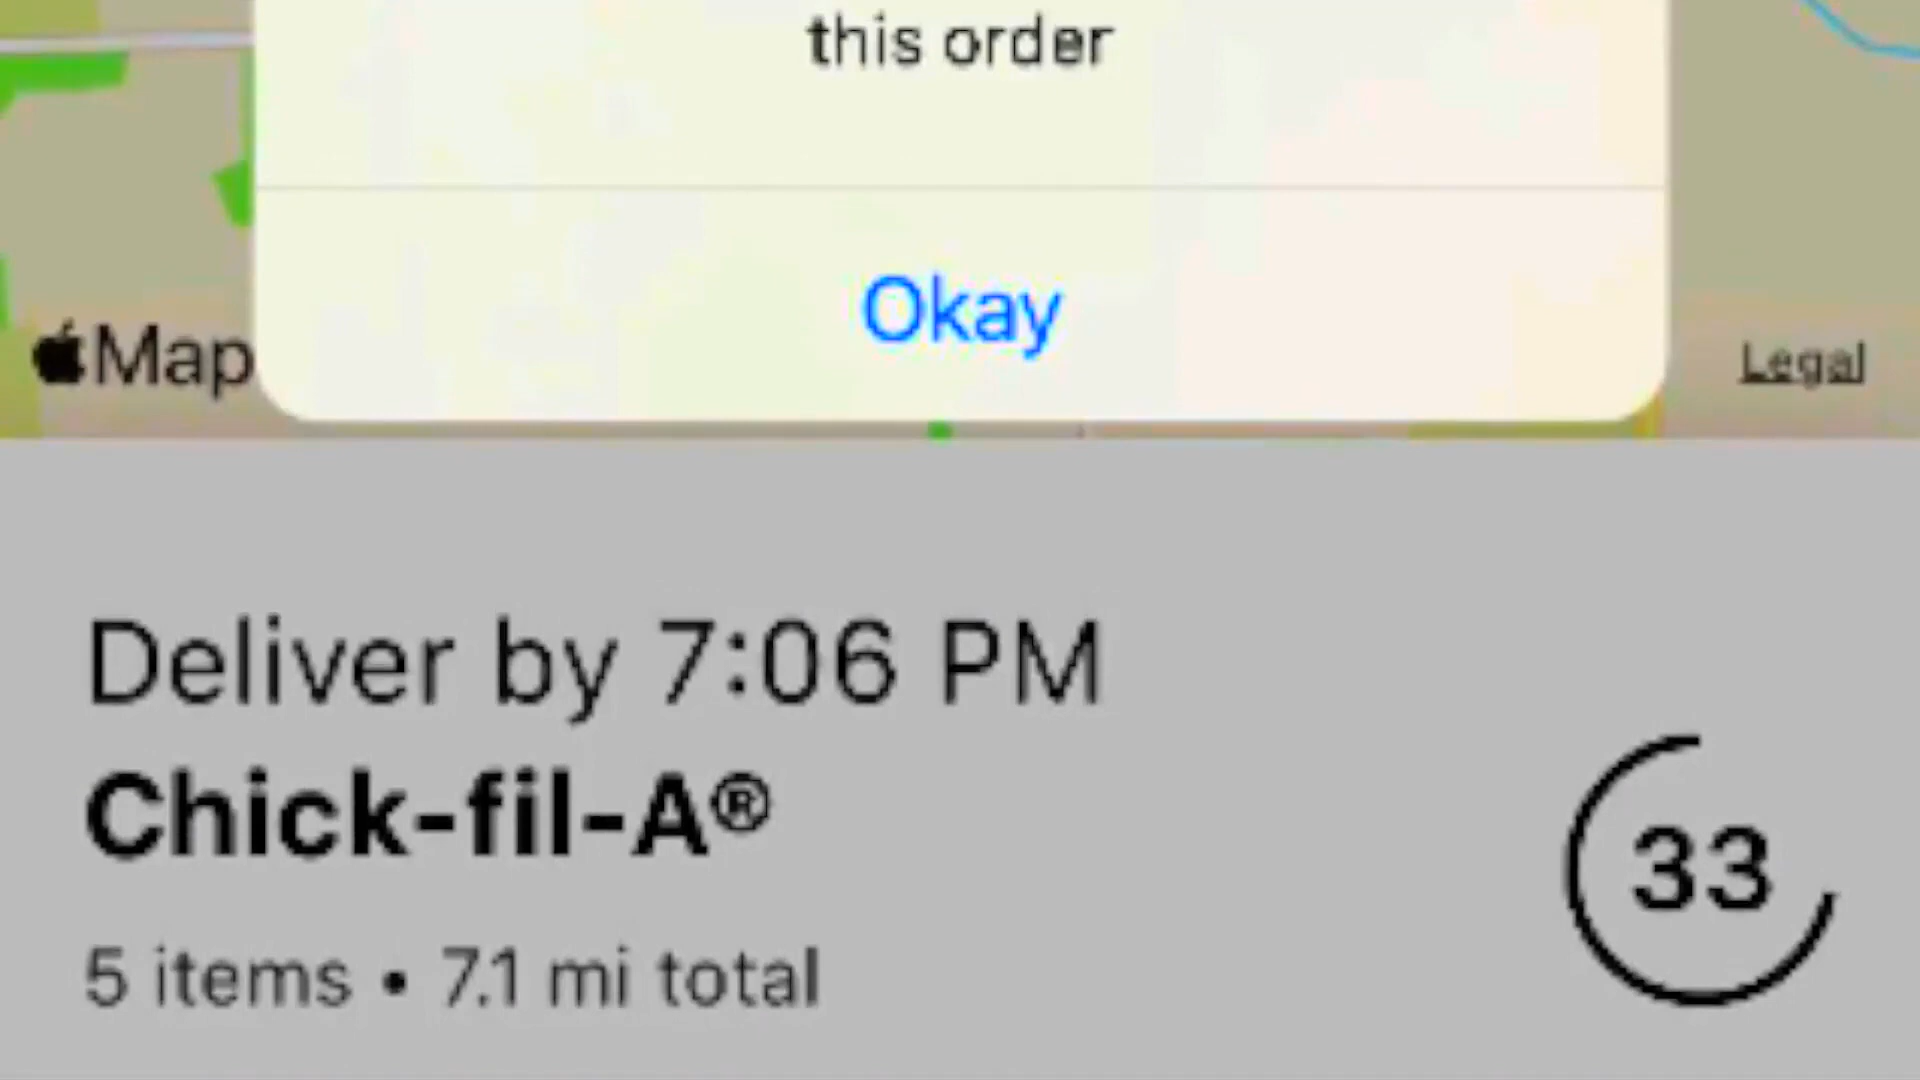 this order
Okay
Map
Legal
Deliver by 7:06 PM
Chick-fil-A®
33
5 items • 7.1 mi total